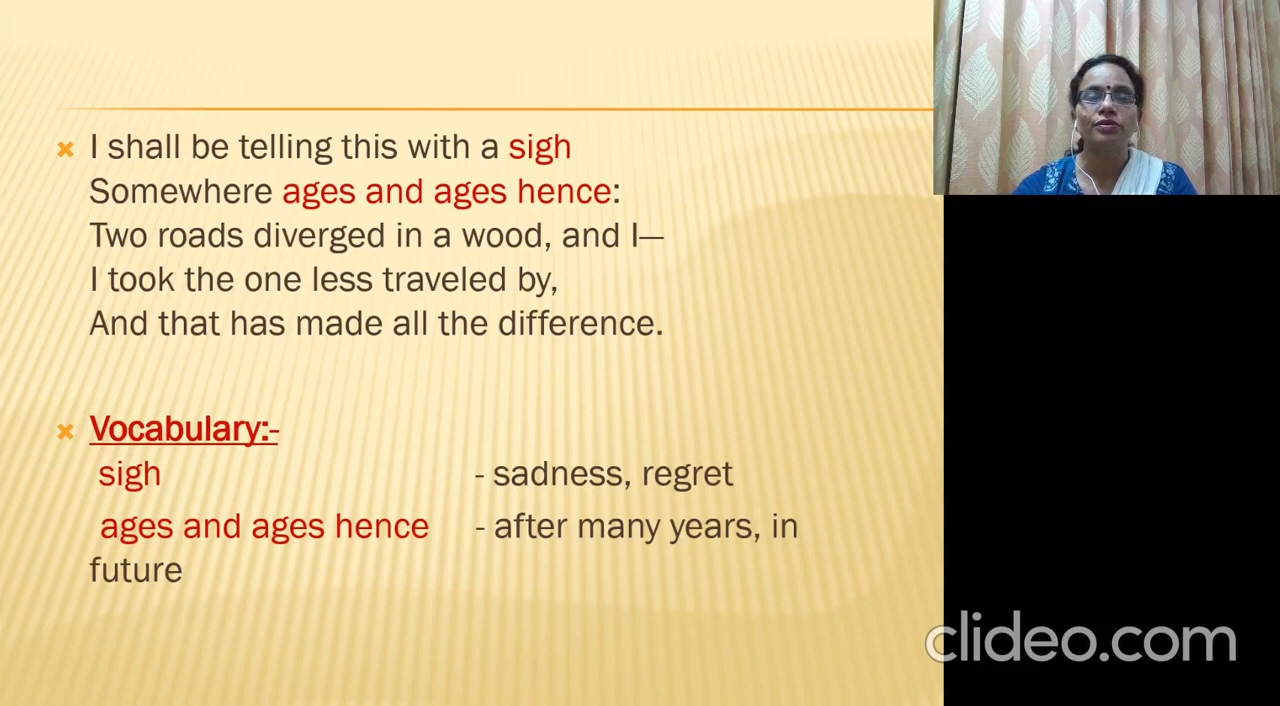 I shall be telling this with a sigh
Somewhere ages and ages hence:
Two roads diverged in a wood, and I—
I took the one less traveled by,
And that has made all the difference.
Vocabulary:-
sigh - sadness, regret
ages and ages hence - after many years, in
future
clideo.com